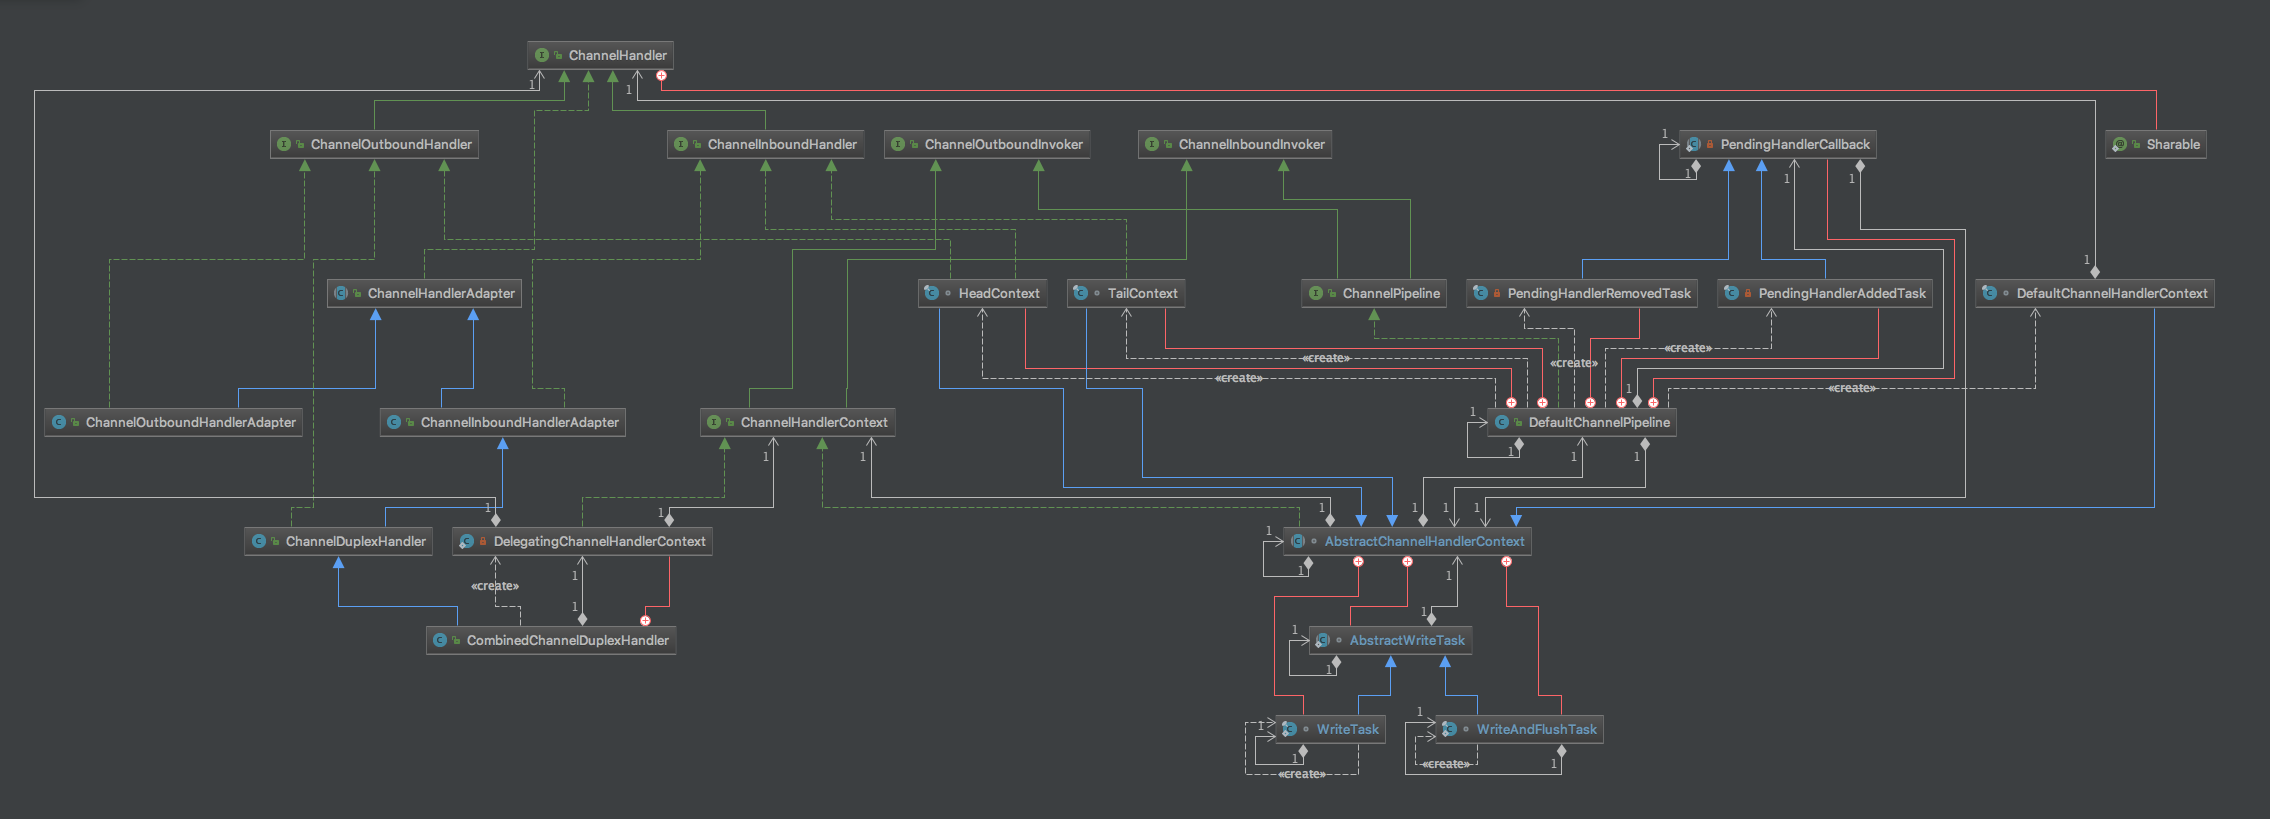 ChannelHandler
1
1
ChannelOutboundHandler
ChannelInboundHandler
ChannelOutboundInvoker
ChannelInboundInvoker
1
PendingHandlerCallback
Sharable
1
1
1
1
ChannelHandlerAdapter
HeadContext
TailContext
ChannelPipeline
PendingHandlerRemovedTask
PendingHandlerAddedTask
DefaultChannelHandlerContext
«create»
«create»
«create»
«create»
«create»
1
1
ChannelOutboundHandlerAdapter
ChannelInboundHandlerAdapter
ChannelHandlerContext
DefaultChannelPipeline
1
1
1
1
1
1
1
1
1
1
1
ChannelDuplexHandler
DelegatingChannelHandlerContext
AbstractChannelHandlerContext
1
1
1
1
«create»
1
1
CombinedChannelDuplexHandler
1
AbstractWriteTask
1
1
1
WriteTask
WriteAndFlushTask
1
1
«create»
«create»